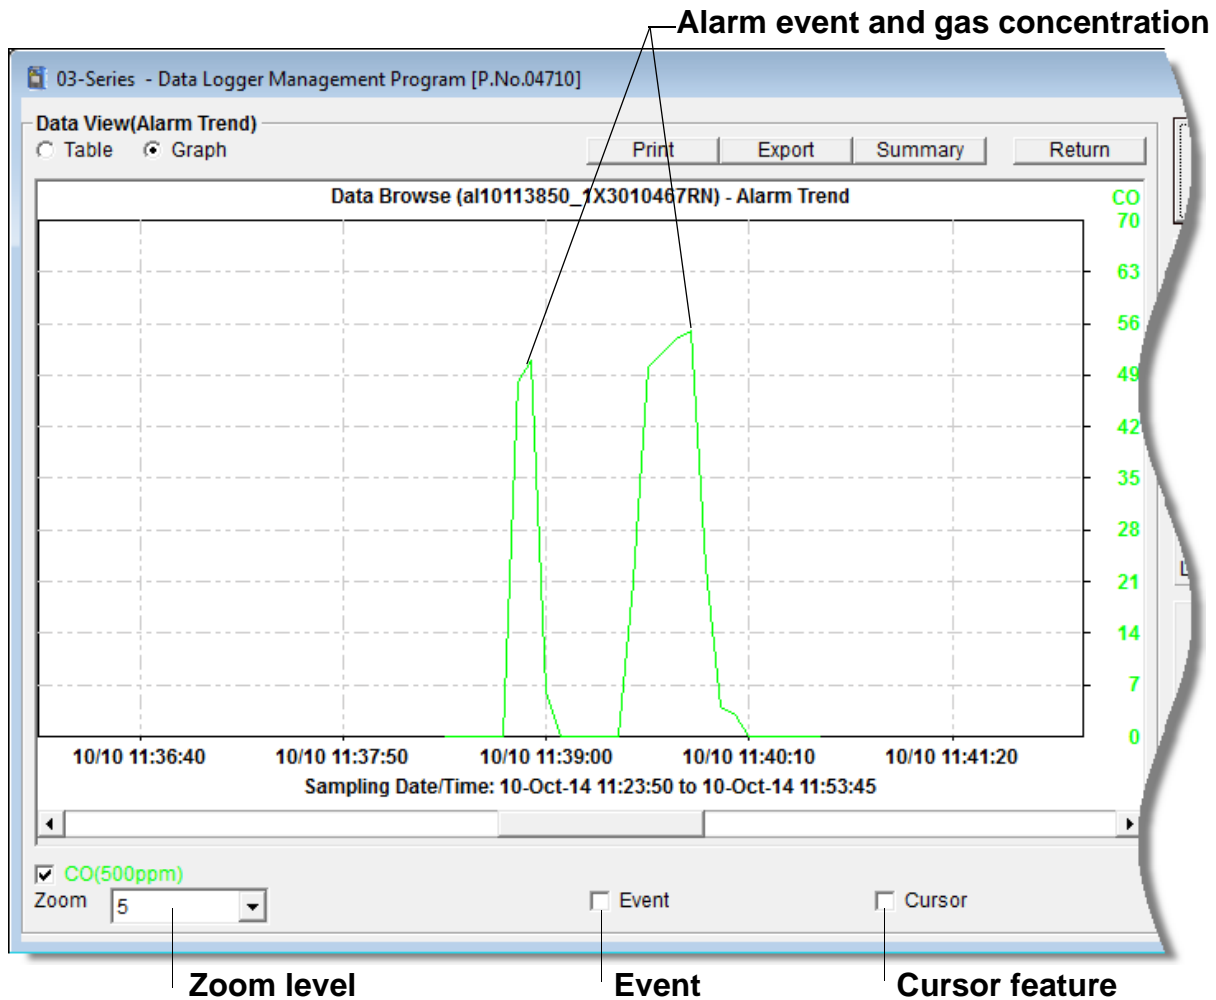 Alarm event and gas concentration
03-Series - Data Logger Management Program [P.No.04710]
Data View(Alarm Trend)
Table Graph Print Export Summary Return
Data Browse (al10113850_1X3010467RN) - Alarm Trend
CO
70
63
56
49
42
35
28
21
14
7
0
10/10 11:36:40 10/10 11:37:50 10/10 11:39:00 10/10 11:40:10 10/10 11:41:20
Sampling Date/Time: 10-Oct-14 11:23:50 to 10-Oct-14 11:53:45
CO(500ppm)
Zoom 5 Event Cursor
Zoom level Event Cursor feature